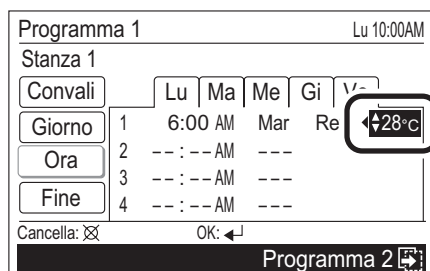 Programma 1 Lu 10:00AM
Stanza 1
Convali Lu Ma Me Gi Ve
Giorno 1 6:00 AM Mar Re 28°C
Ora 2 --:-- AM ---
3 --:-- AM ---
Fine 4 --:-- AM ---
Cancella: OK:
Programma 2